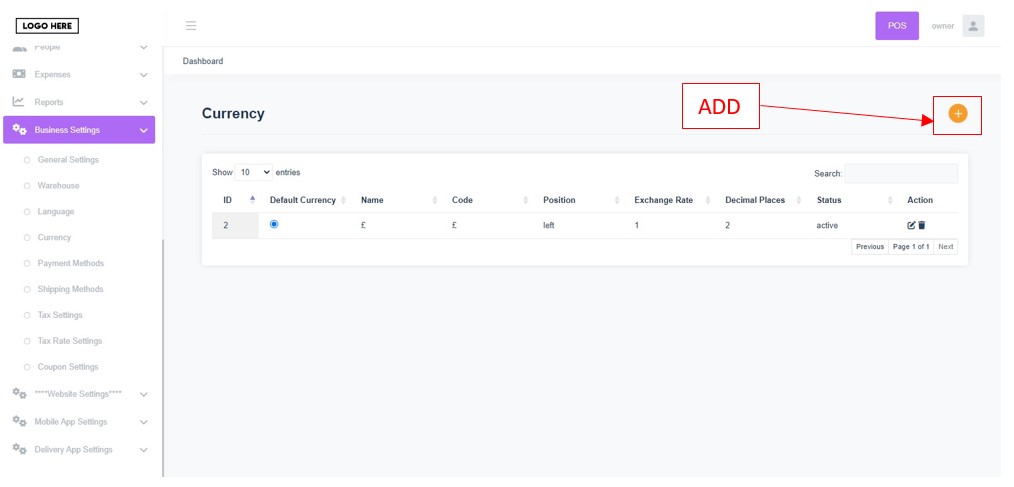 LOGO HERE
POS
owner
People
Dashboard
Expenses
Reports
Business Settings
General Settings
Warehouse
Language
Currency
Payment Methods
Shipping Methods
Tax Settings
Tax Rate Settings
Coupon Settings
****Website Settings****
Mobile App Settings
Delivery App Settings
Currency
ADD
Show 10 entries
Search:
ID Default Currency Name Code Position Exchange Rate Decimal Places Status Action
2 £ £ left 1 2 active
Previous Page 1 of 1 Next